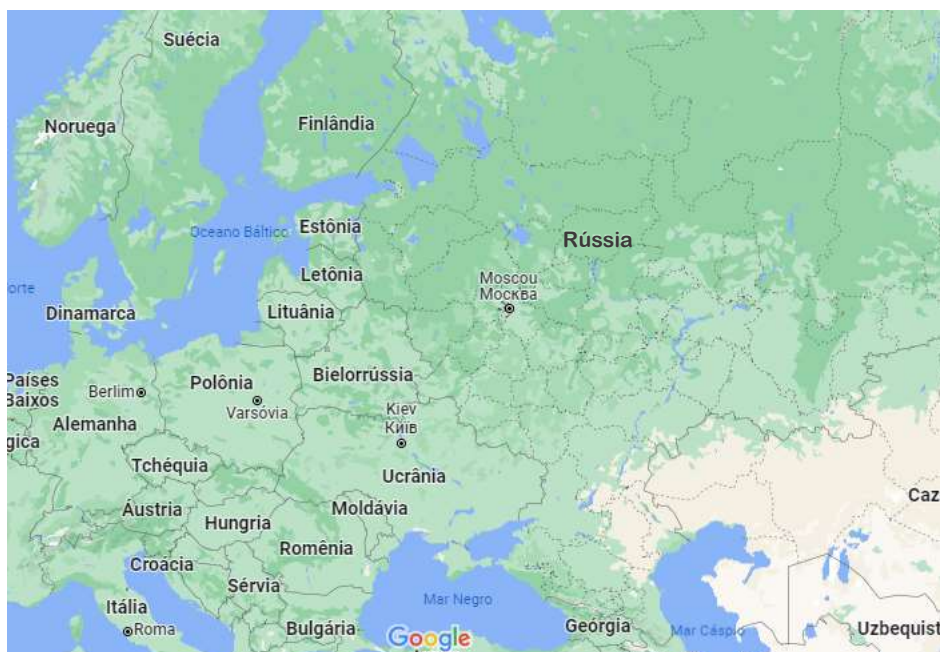 Suécia
Noruega
Finlândia
Oceano Báltico
Estônia
Rússia
Letônia
Moscou
Москва
orte
Dinamarca
Lituânia
Países
Baixos
Berlim
Polônia
Bielorrússia
Varsóvia
Alemanha
Kiev
Київ
gica
Tchéquia
Ucrânia
Áustria
Hungria
Moldávia
Caz
Croácia
Romênia
Sérvia
Itália
Mar Negro
Roma
Bulgária
Google
Geórgia
Mar Cáspio
Uzbequist